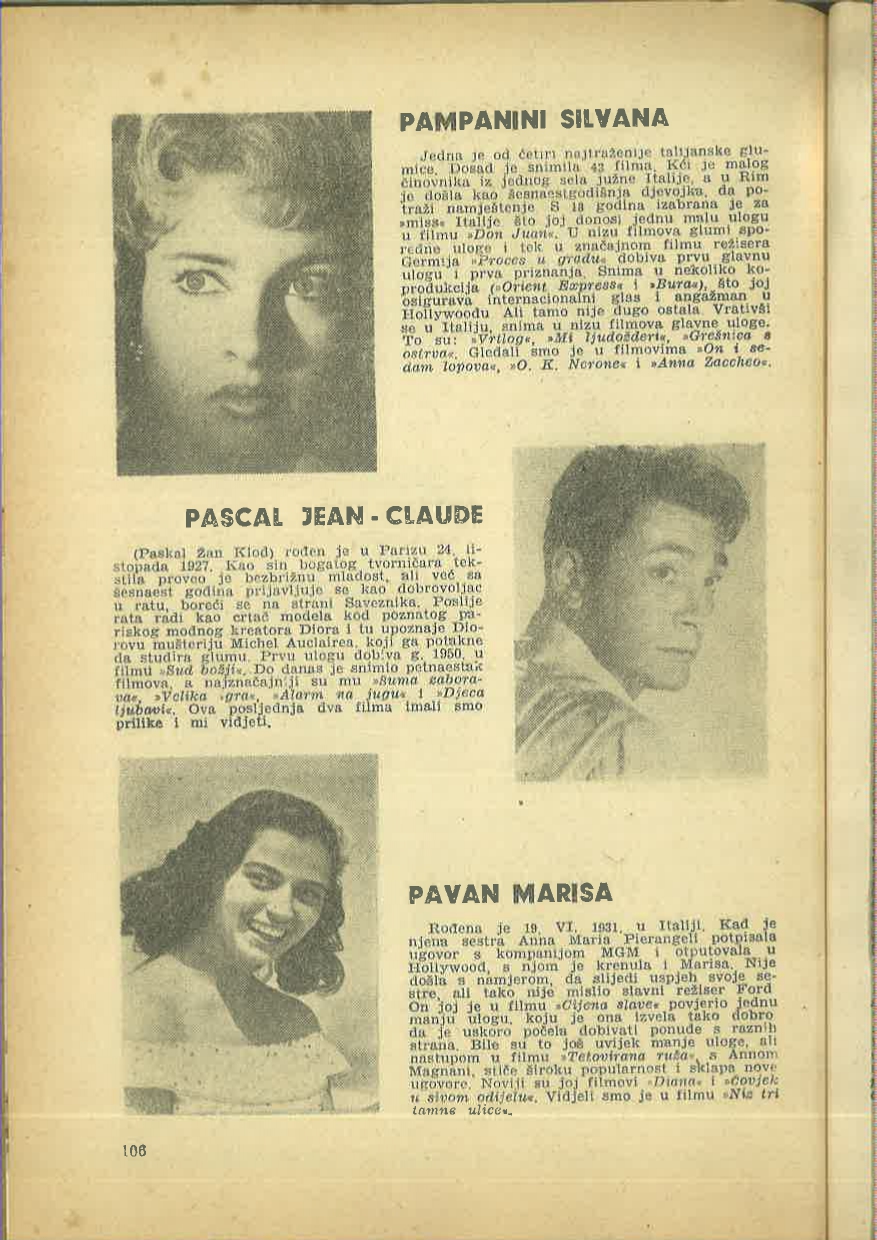 PAMPANINI SILVANA
Jedna je od četiri najtraženije talijanske glu-
mice. Dosad je snimila 43 filma. Kći je malog
činovnika iz jednog sela južne Italije, a u Rim
je došla kao šesnaestgodišnja djevojka, da po-
traži namještenje. S 18 godina izabrana je za
»miss« Italije što joj donosi jednu malu ulogu
u filmu »Don Juan«. U nizu filmova glumi spo-
redne uloge i tek u značajnom filmu režisera
Germija »Proces u gradu« dobiva prvu glavnu
ulogu i prva priznanja. Snima u nekoliko ko-
produkcija (»Orient Express« i »Bura«), što joj
osigurava internacionalni glas i angažman u
Hollywoodu Ali tamo nije dugo ostala. Vrativši
se u Italiju, snima u nizu filmova glavne uloge.
To su: »Vrtlog«, »Mi ljudožderi«, »Grešnica s
ostrva«. Gledali smo je u filmovima »On i se-
dam lopova«, »O. K. Nerone« i »Anna Zaccheo«.
PASCAL JEAN - CLAUDE
(Paskal Žan Klod) rođen je u Parizu 24. li-
stopada 1927. Kao sin bogatog tvorničara tek-
stila proveo je bezbrižnu mladost, ali već sa
šesnaest godina prijavljuje se kao dobrovoljac
u ratu, boreći se na strani Saveznika. Poslije
rata radi kao crtač modela kod poznatog pa-
riskog modnog kreatora Diora i tu upoznaje Dio-
rovu mušteriju Michel Auclairea, koji ga potakne
da studira glumu. Prvu ulogu dobiva g. 1950. u
filmu »Sud božji«. Do danas je snimio petnaestak
filmova, a najznačajniji su mu »Šuma zabora-
va«, »Velika igra«, »Alarm na jugu« i »Djeca
ljubavi«. Ova posljednja dva filma imali smo
prilike i mi vidjeti.
PAVAN MARISA
Rođena je 19. VI. 1931. u Italiji. Kad je
njena sestra Anna Maria Pierangeli potpisala
ugovor s kompanijom MGM i otputovala u
Hollywood, s njom je krenula i Marisa. Nije
došla s namjerom, da slijedi uspjeh svoje se-
stre, ali tako nije mislio slavni režiser Ford
On joj je u filmu »Cijena slave« povjerio jednu
manju ulogu, koju je ona izvela tako dobro
da je uskoro počela dobivati ponude s raznih
strana. Bile su to još uvijek manje uloge, ali
nastupom u filmu »Tetovirana ruža«, s Annom
Magnani, stiče široku popularnost i sklapa nove
ugovore. Noviji su joj filmovi »Diana« i »Čovjek
u sivom odijelu«. Vidjeli smo je u filmu »Niz tri
tamne ulice«.
106